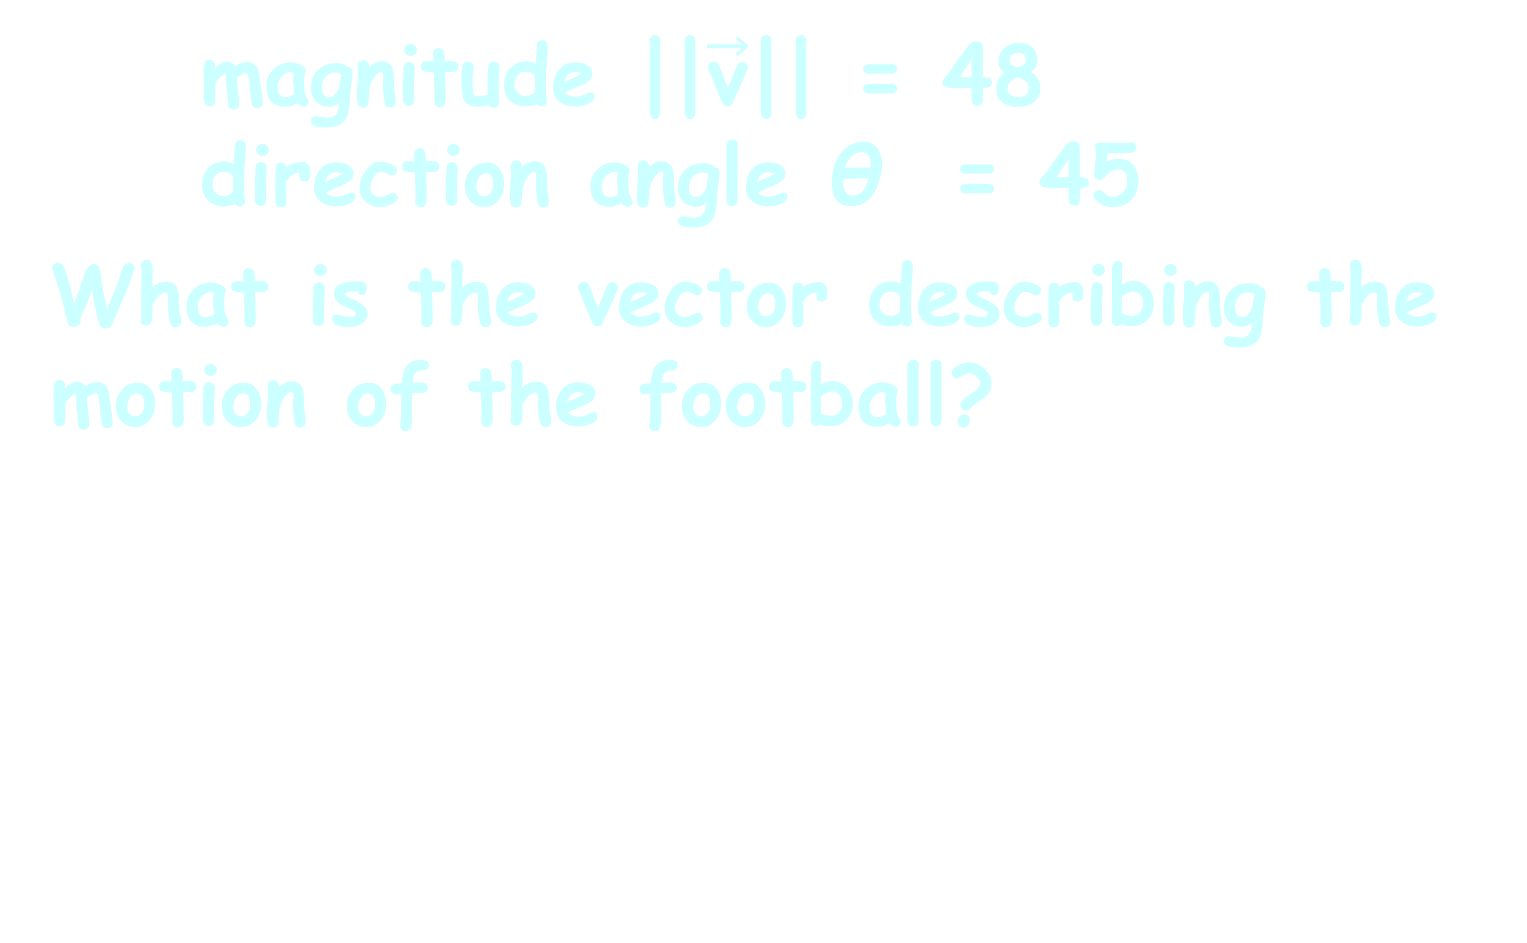 magnitude ||v⃗|| = 48
direction angle θ = 45
What is the vector describing the
motion of the football?